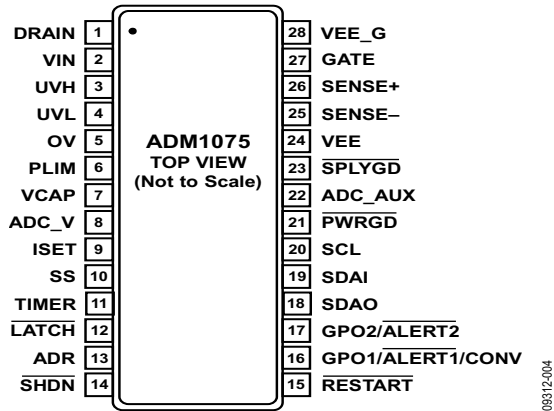 DRAIN 1
VIN 2
UVH 3
UVL 4
OV 5
PLIM 6
VCAP 7
ADC_V 8
ISET 9
SS 10
TIMER 11
LATCH 12
ADR 13
SHDN 14
ADM1075
TOP VIEW
(Not to Scale)
28 VEE_G
27 GATE
26 SENSE+
25 SENSE–
24 VEE
23 SPLYGD
22 ADC_AUX
21 PWRGD
20 SCL
19 SDAI
18 SDAO
17 GPO2/ALERT2
16 GPO1/ALERT1/CONV
15 RESTART
09312-004